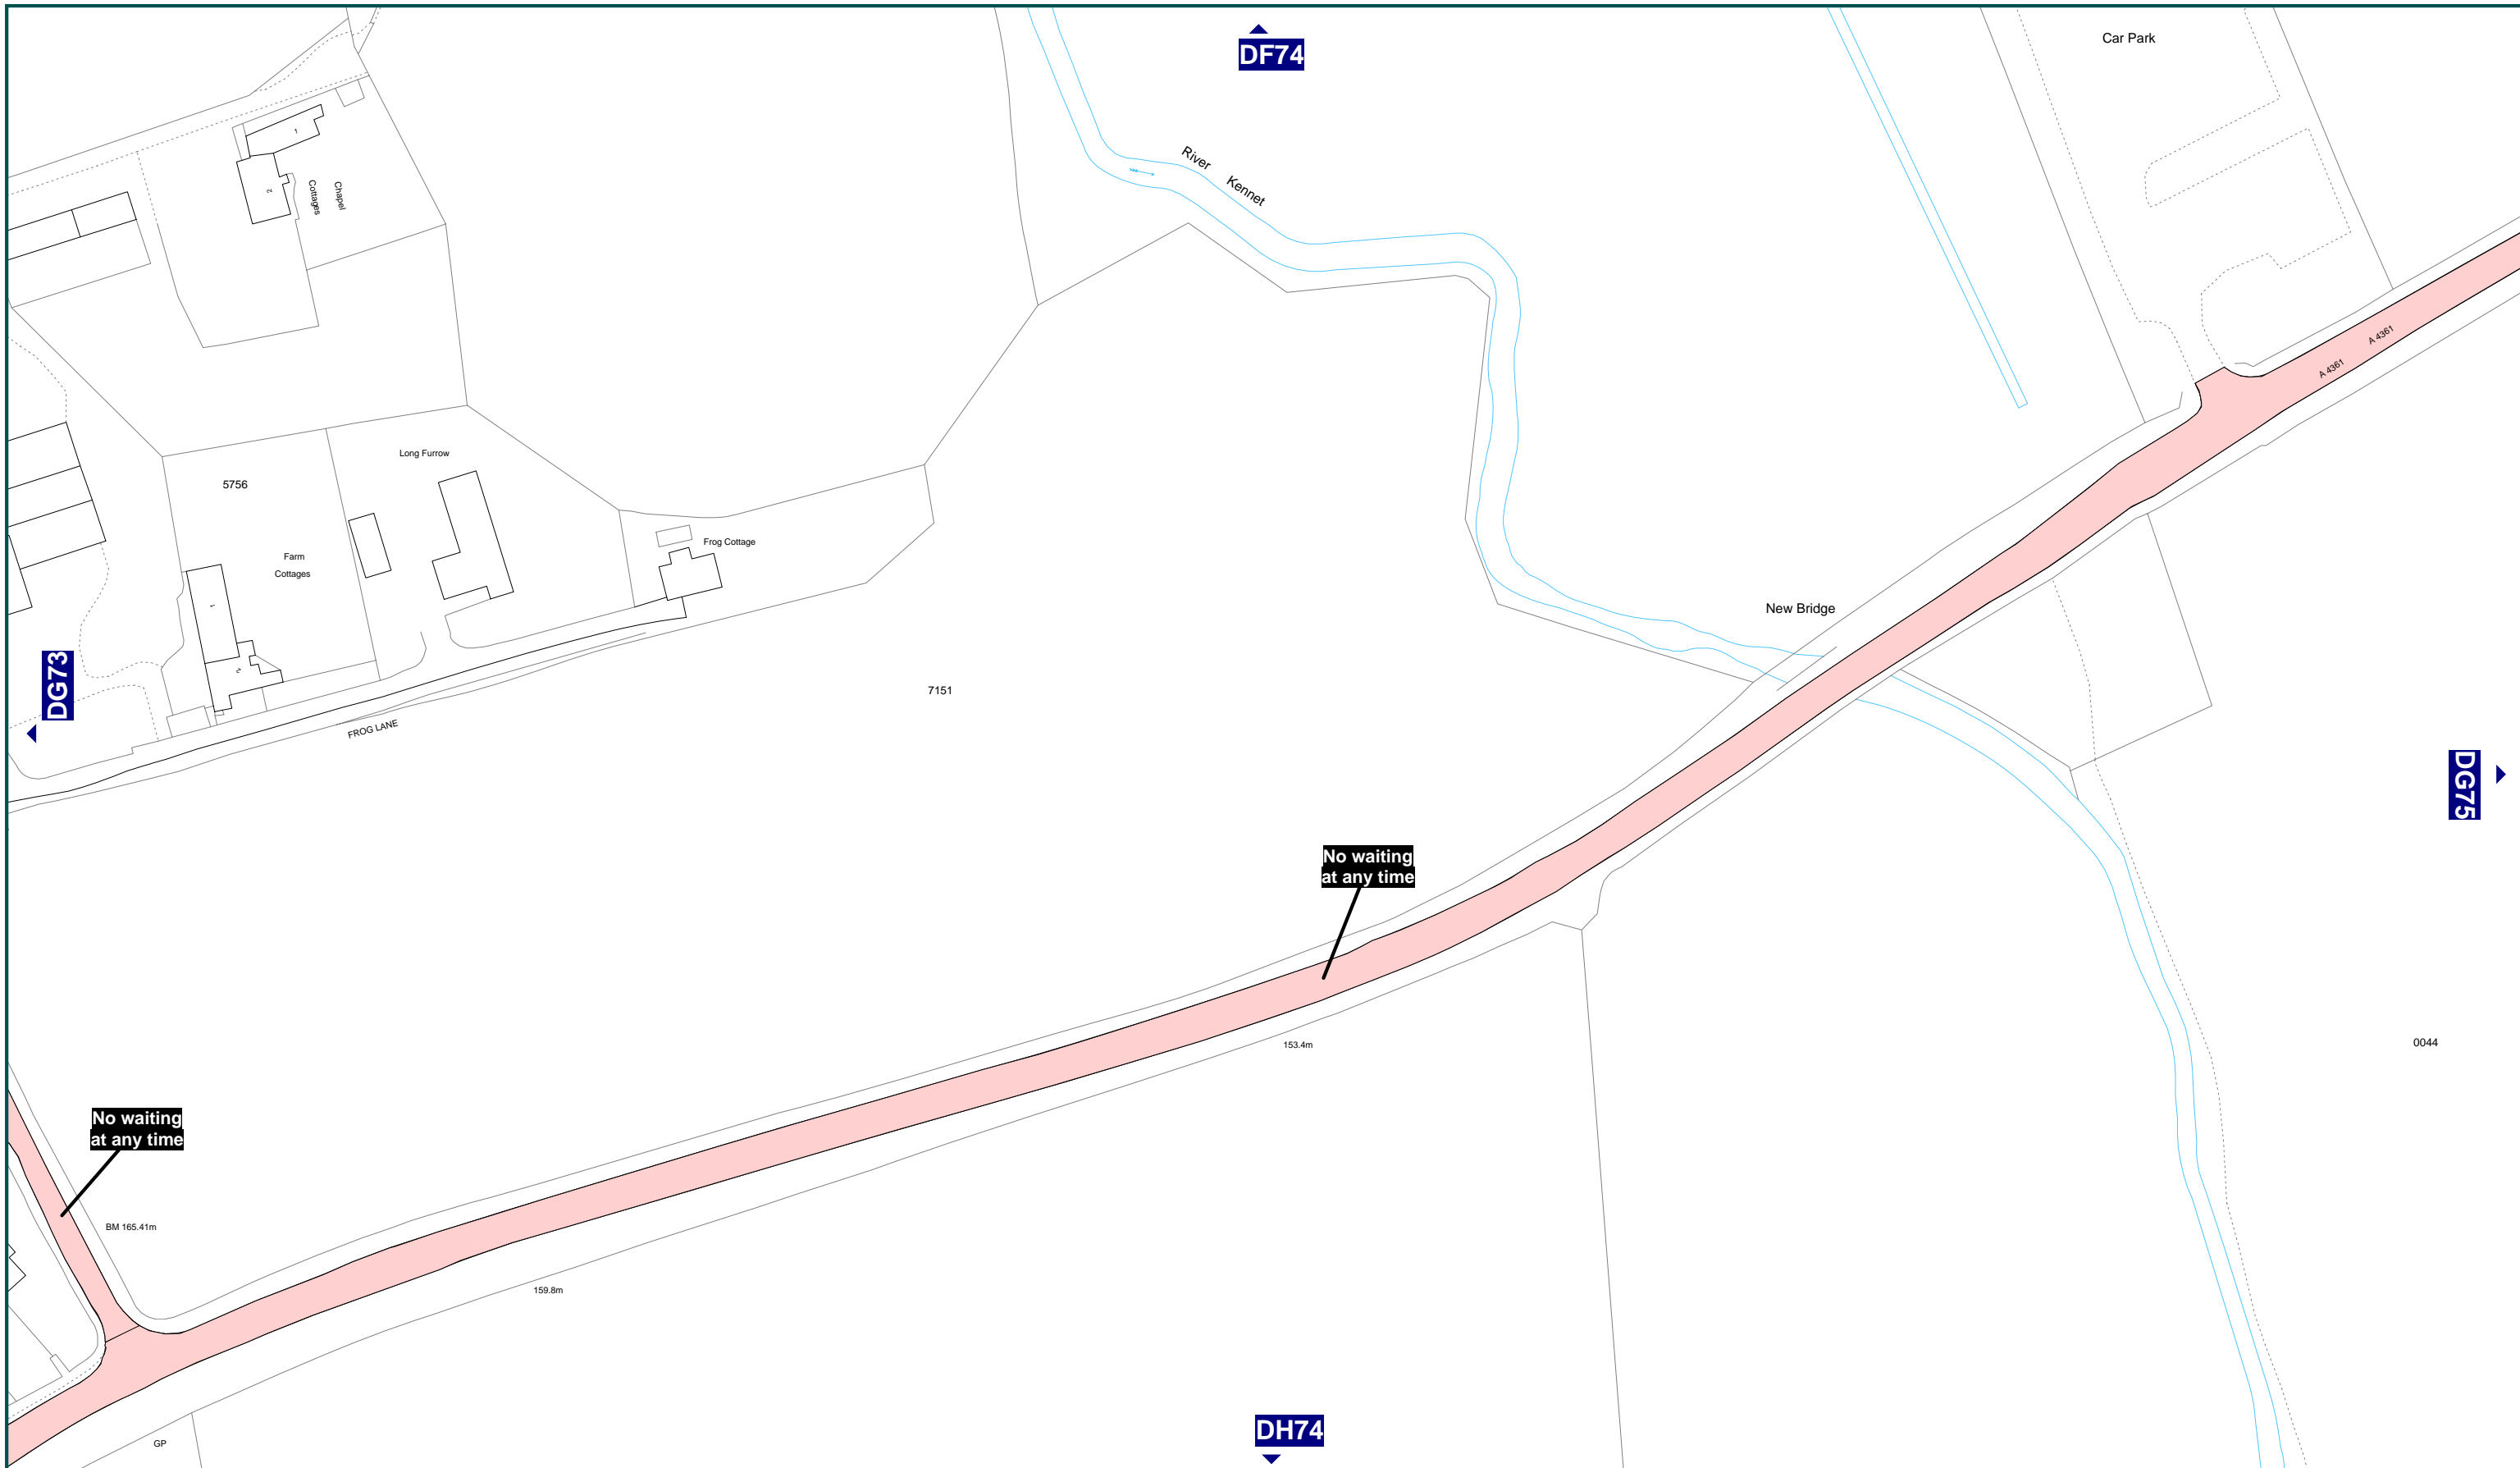 Car Park
DF74
1
River
Kennet
2
Chapel
Cottages
A 4361
A 4361
Long Furrow
5756
Frog Cottage
Farm
Cottages
1
New Bridge
2
DG73
7151
FROG LANE
DG75
No waiting
at any time
0044
153.4m
No waiting
at any time
BM 165.41m
159.8m
DH74
GP